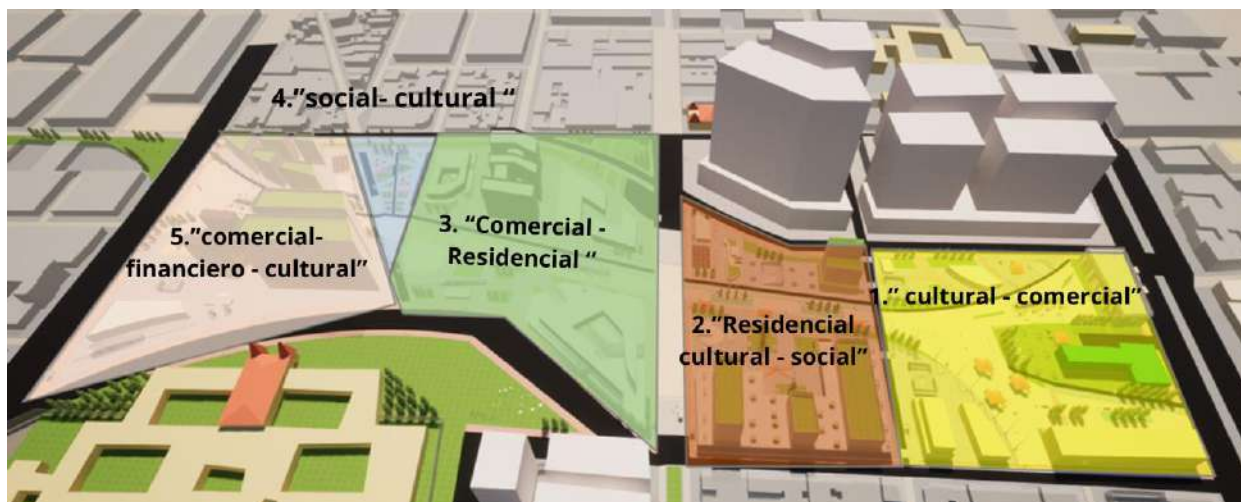 4.”social- cultural “
5.”comercial-
financiero - cultural”
3. “Comercial -
Residencial “
2.”Residencial
cultural - social”
1.” cultural - comercial”